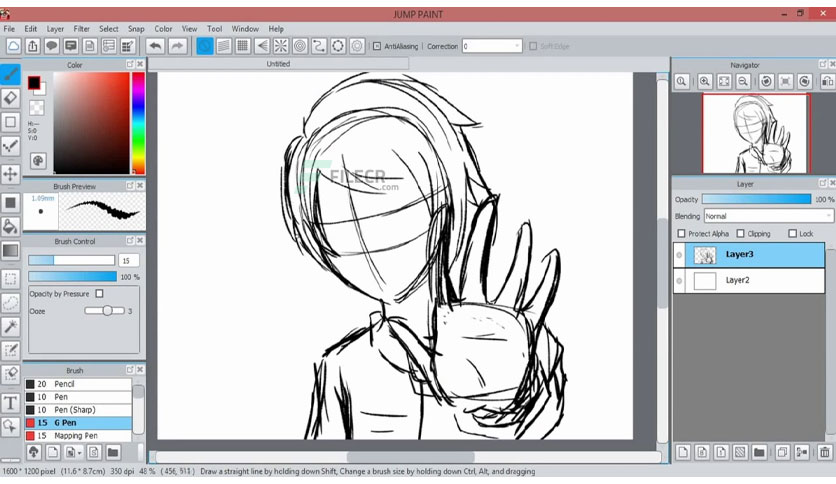 JUMP PAINT
File Edit Layer Filter Select Snap Color View Tool Window Help
AntiAliasing Correction 0 Soft Edge
Color
Untitled
Navigator
H:---
S:0
V:0
Brush Preview
1.09mm
FILECR
.com
Layer
Opacity 100 %
Blending Normal
Protect Alpha Clipping Lock
Layer3
Layer2
Brush Control
15
100 %
Opacity by Pressure
Ooze 3
Brush
20 Pencil
10 Pen
10 Pen (Sharp)
15 G Pen
15 Mapping Pen
1600 * 1200 pixel (11.6 * 8.7cm) 350 dpi 48 % Draw a straight line by holding down Shift, Change a brush size by holding down Ctrl, Alt, and dragging